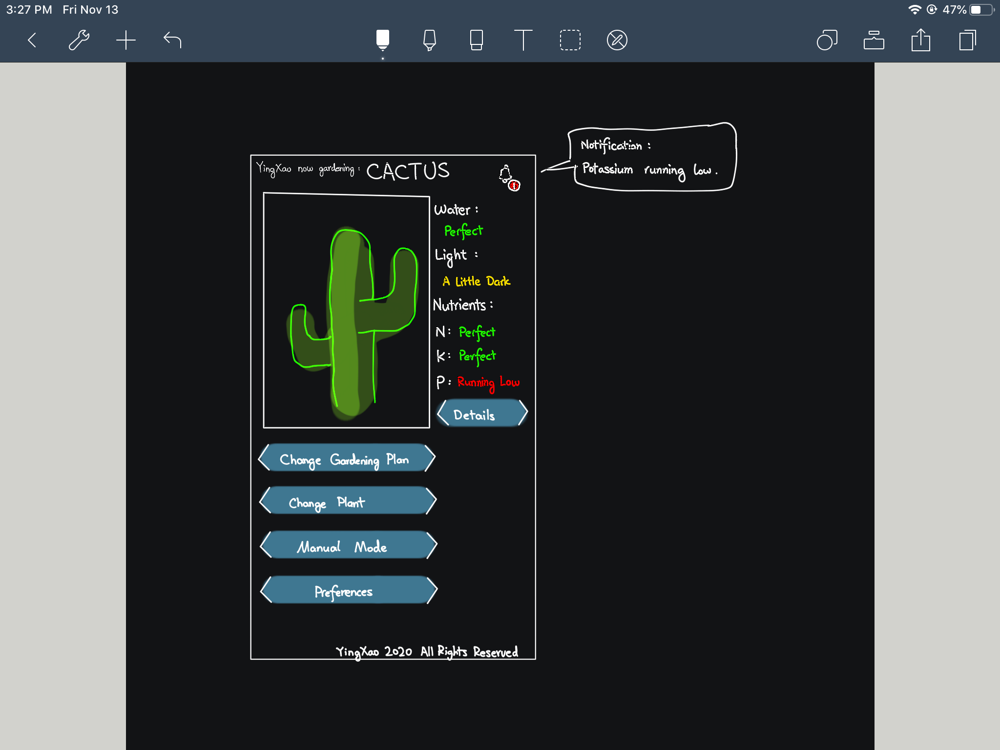 3:27 PM Fri Nov 13
47%
YingXao now gardening : CACTUS
Notification :
Potassium running low.
Water :
Perfect
Light :
A Little Dark
Nutrients :
N : Perfect
K : Perfect
P : Running Low
Details
Change Gardening Plan
Change Plant
Manual Mode
Preferences
YingXao 2020 All Rights Reserved